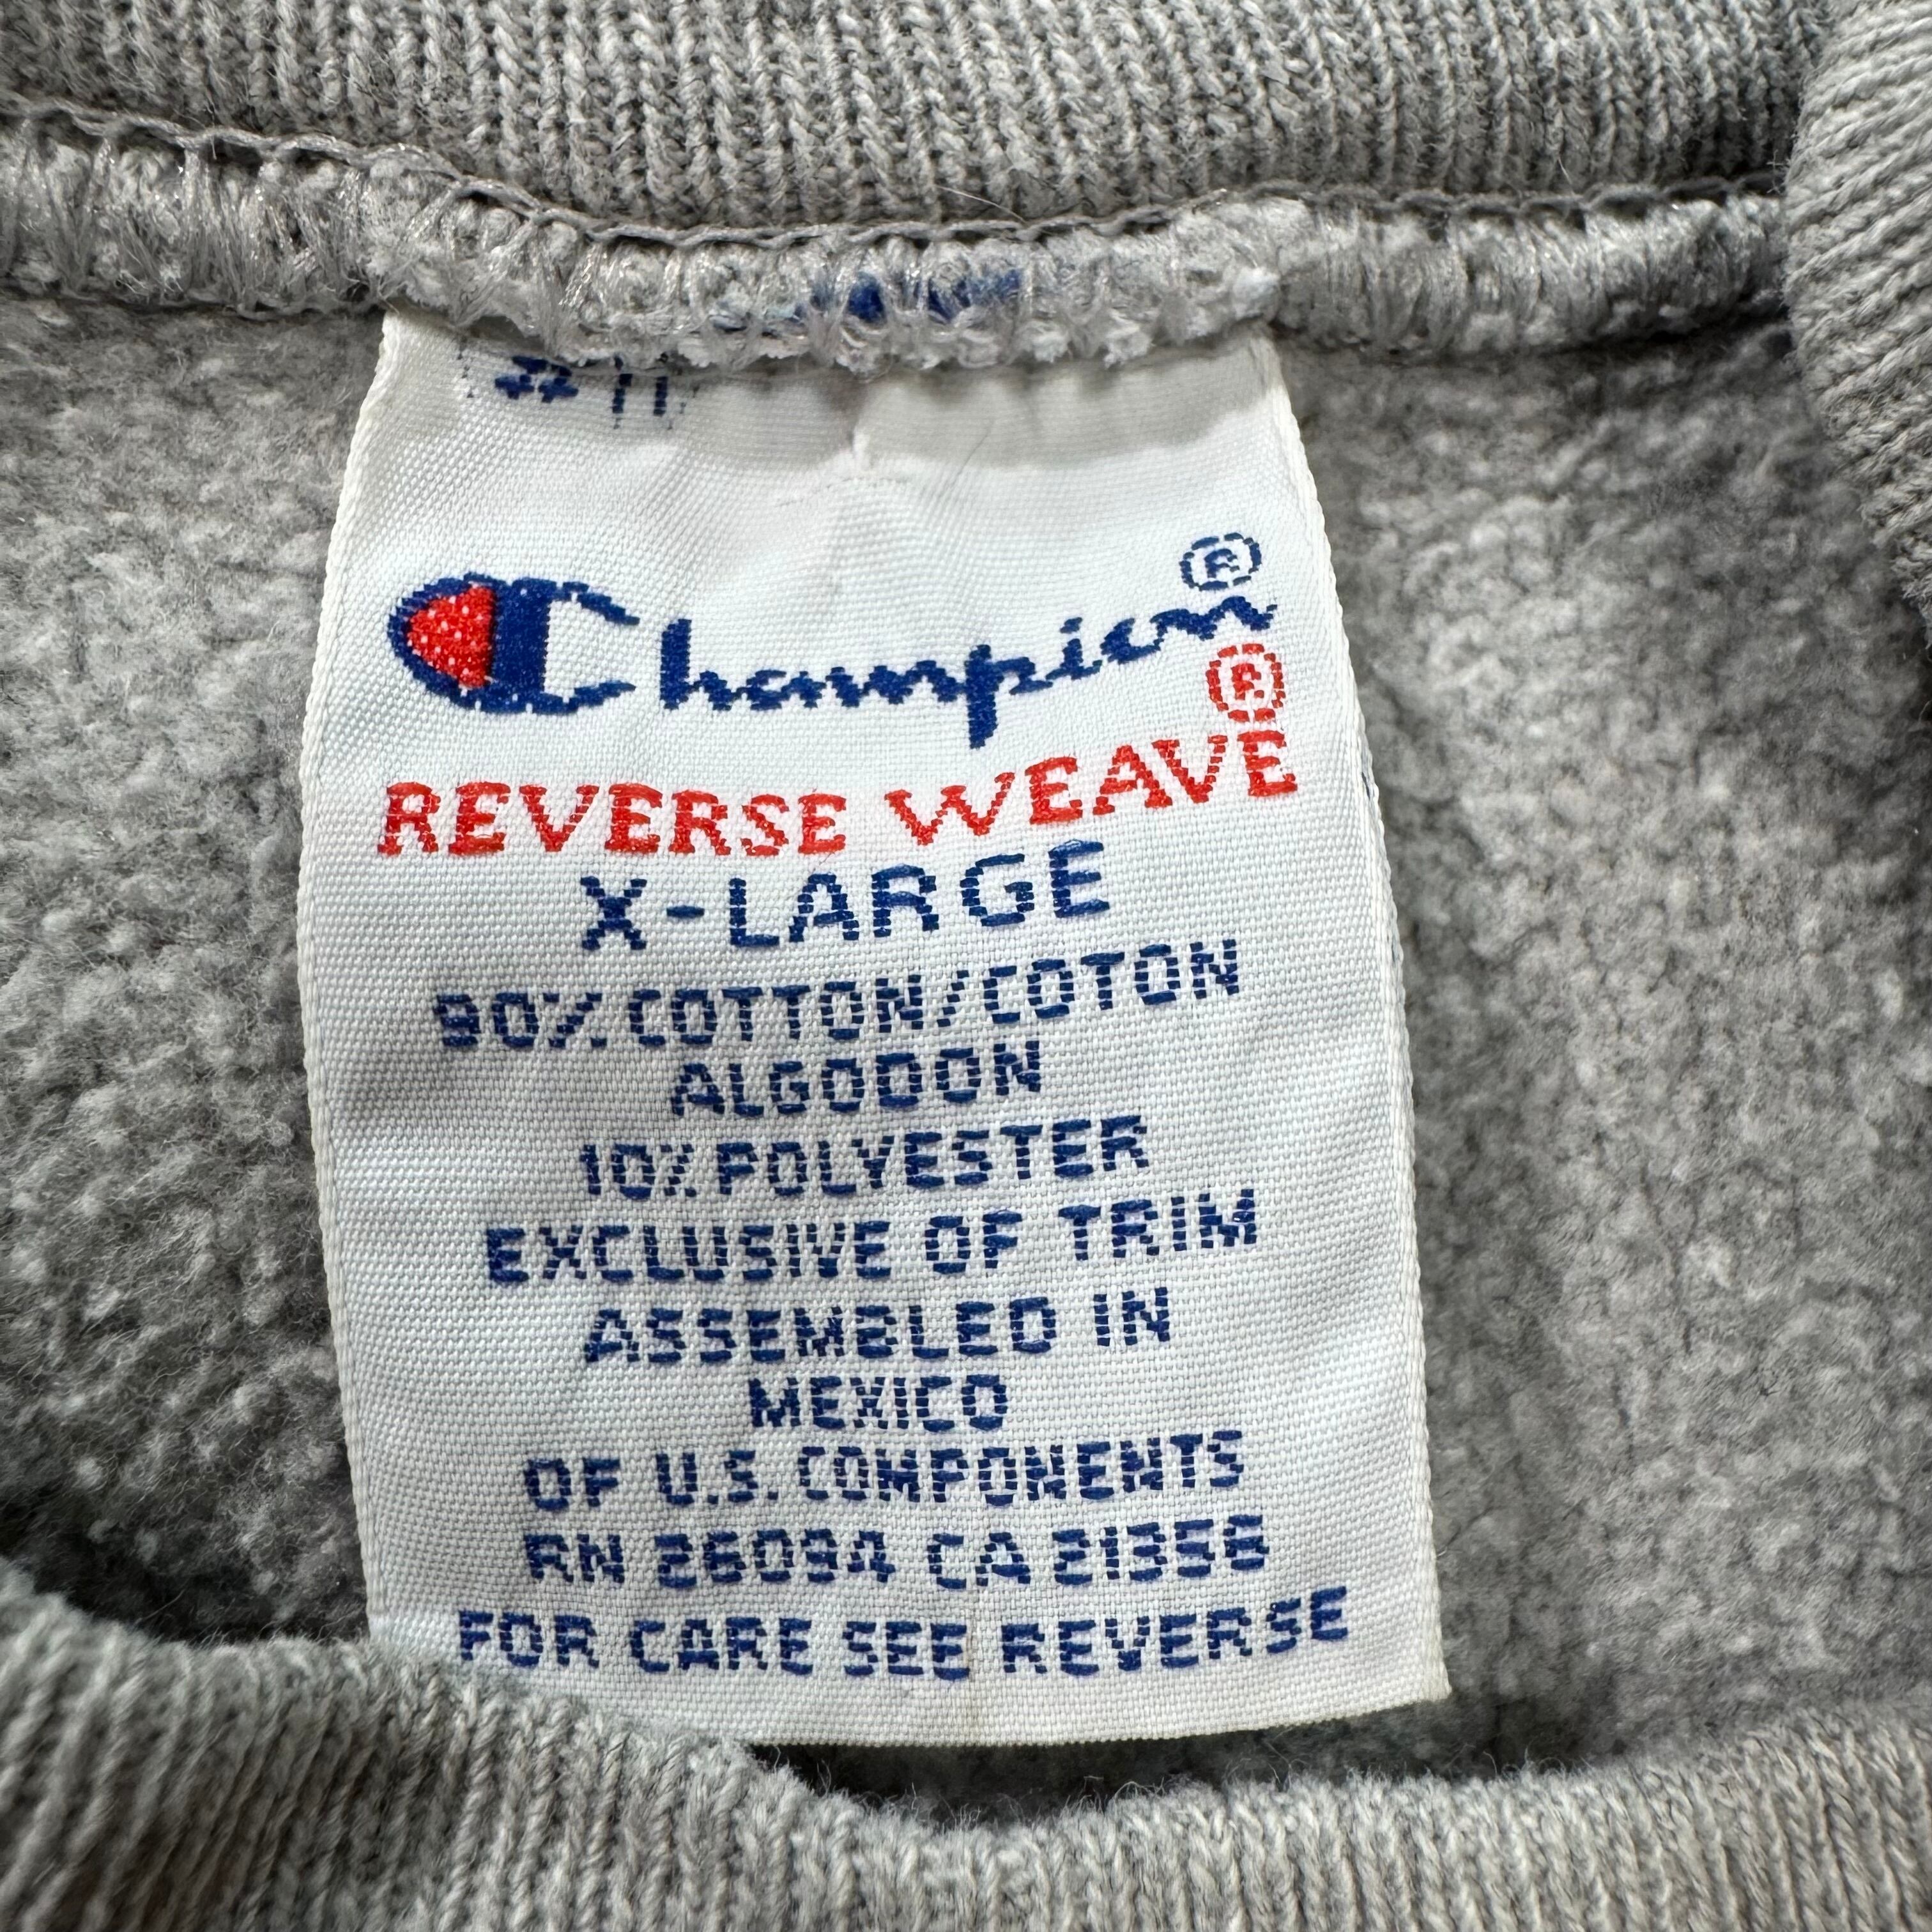 Champion®
REVERSE WEAVE®
X-LARGE
90% COTTON/COTON
ALGODON
10% POLYESTER
EXCLUSIVE OF TRIM
ASSEMBLED IN
MEXICO
OF U.S. COMPONENTS
RN 26094 CA 21356
FOR CARE SEE REVERSE